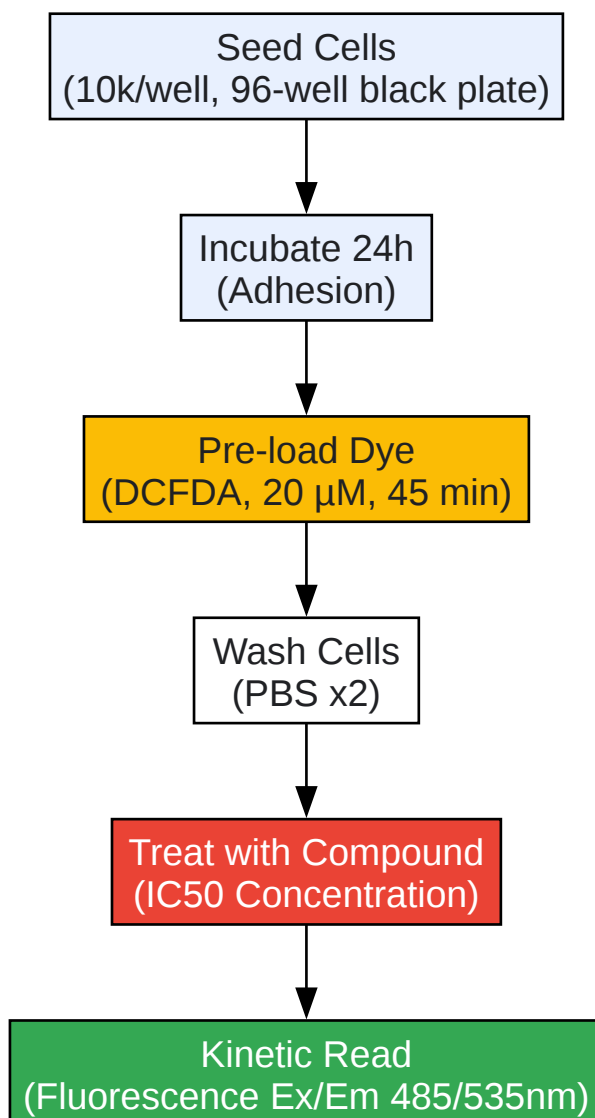 Seed Cells
(10k/well, 96-well black plate)
Incubate 24h
(Adhesion)
Pre-load Dye
(DCFDA, 20 µM, 45 min)
Wash Cells
(PBS x2)
Treat with Compound
(IC50 Concentration)
Kinetic Read
(Fluorescence Ex/Em 485/535nm)